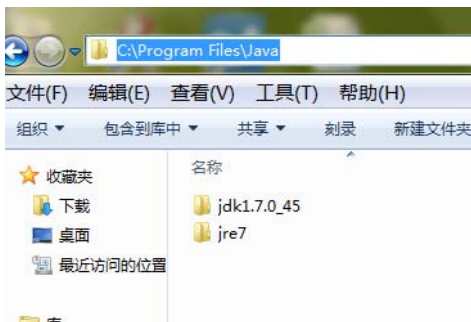 C:\Program Files\Java
文件(F) 编辑(E) 查看(V) 工具(T) 帮助(H)
组织 包含到库中 共享 刻录 新建文件夹
收藏夹
下载
桌面
最近访问的位置
名称
jdk1.7.0_45
jre7